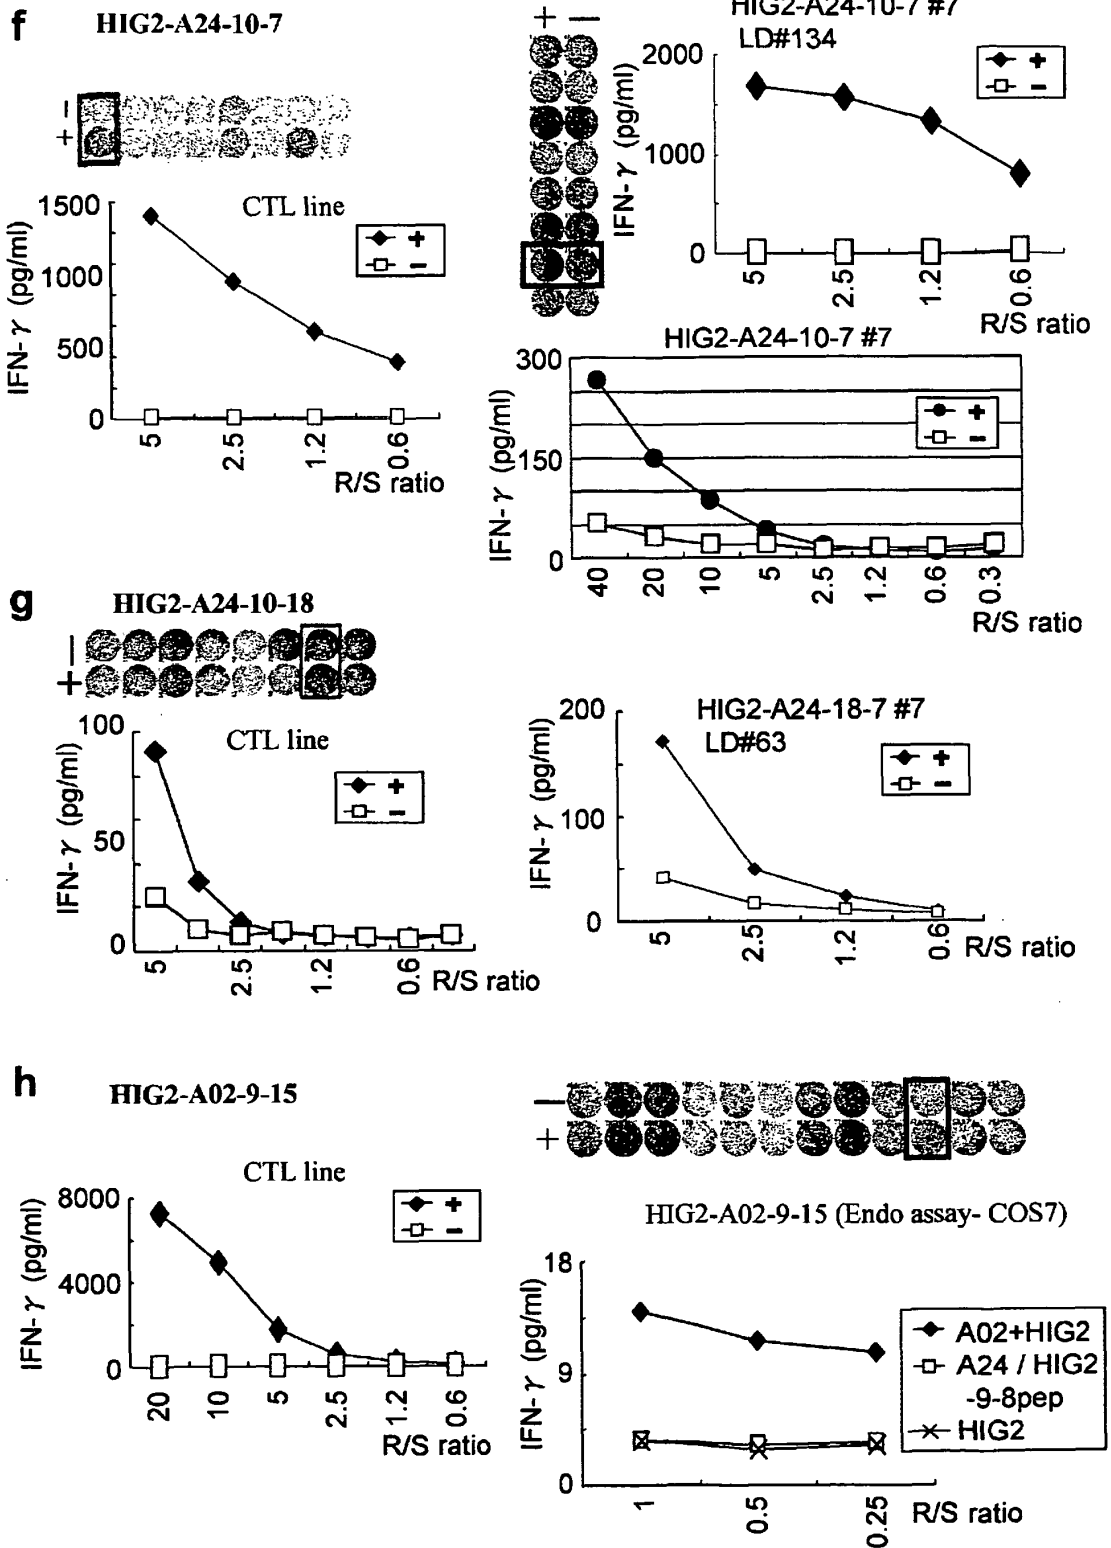 f
HIG2-A24-10-7
−
+
CTL line
IFN-γ (pg/ml)
1500
1000
500
0
5
2.5
1.2
0.6
R/S ratio
+
−
+ −
HIG2-A24-10-7 #7
LD#134
IFN-γ (pg/ml)
2000
1000
0
5
2.5
1.2
0.6
R/S ratio
+
−
HIG2-A24-10-7 #7
IFN-γ (pg/ml)
300
150
0
40
20
10
5
2.5
1.2
0.6
0.3
R/S ratio
+
−
g
HIG2-A24-10-18
−
+
CTL line
IFN-γ (pg/ml)
100
50
0
5
2.5
1.2
0.6
R/S ratio
+
−
HIG2-A24-18-7 #7
LD#63
IFN-γ (pg/ml)
200
100
0
5
2.5
1.2
0.6
R/S ratio
+
−
h
HIG2-A02-9-15
−
+
CTL line
IFN-γ (pg/ml)
8000
4000
0
20
10
5
2.5
1.2
0.6
R/S ratio
+
−
HIG2-A02-9-15 (Endo assay- COS7)
IFN-γ (pg/ml)
18
9
0
1
0.5
0.25
R/S ratio
A02+HIG2
A24 / HIG2
-9-8pep
HIG2